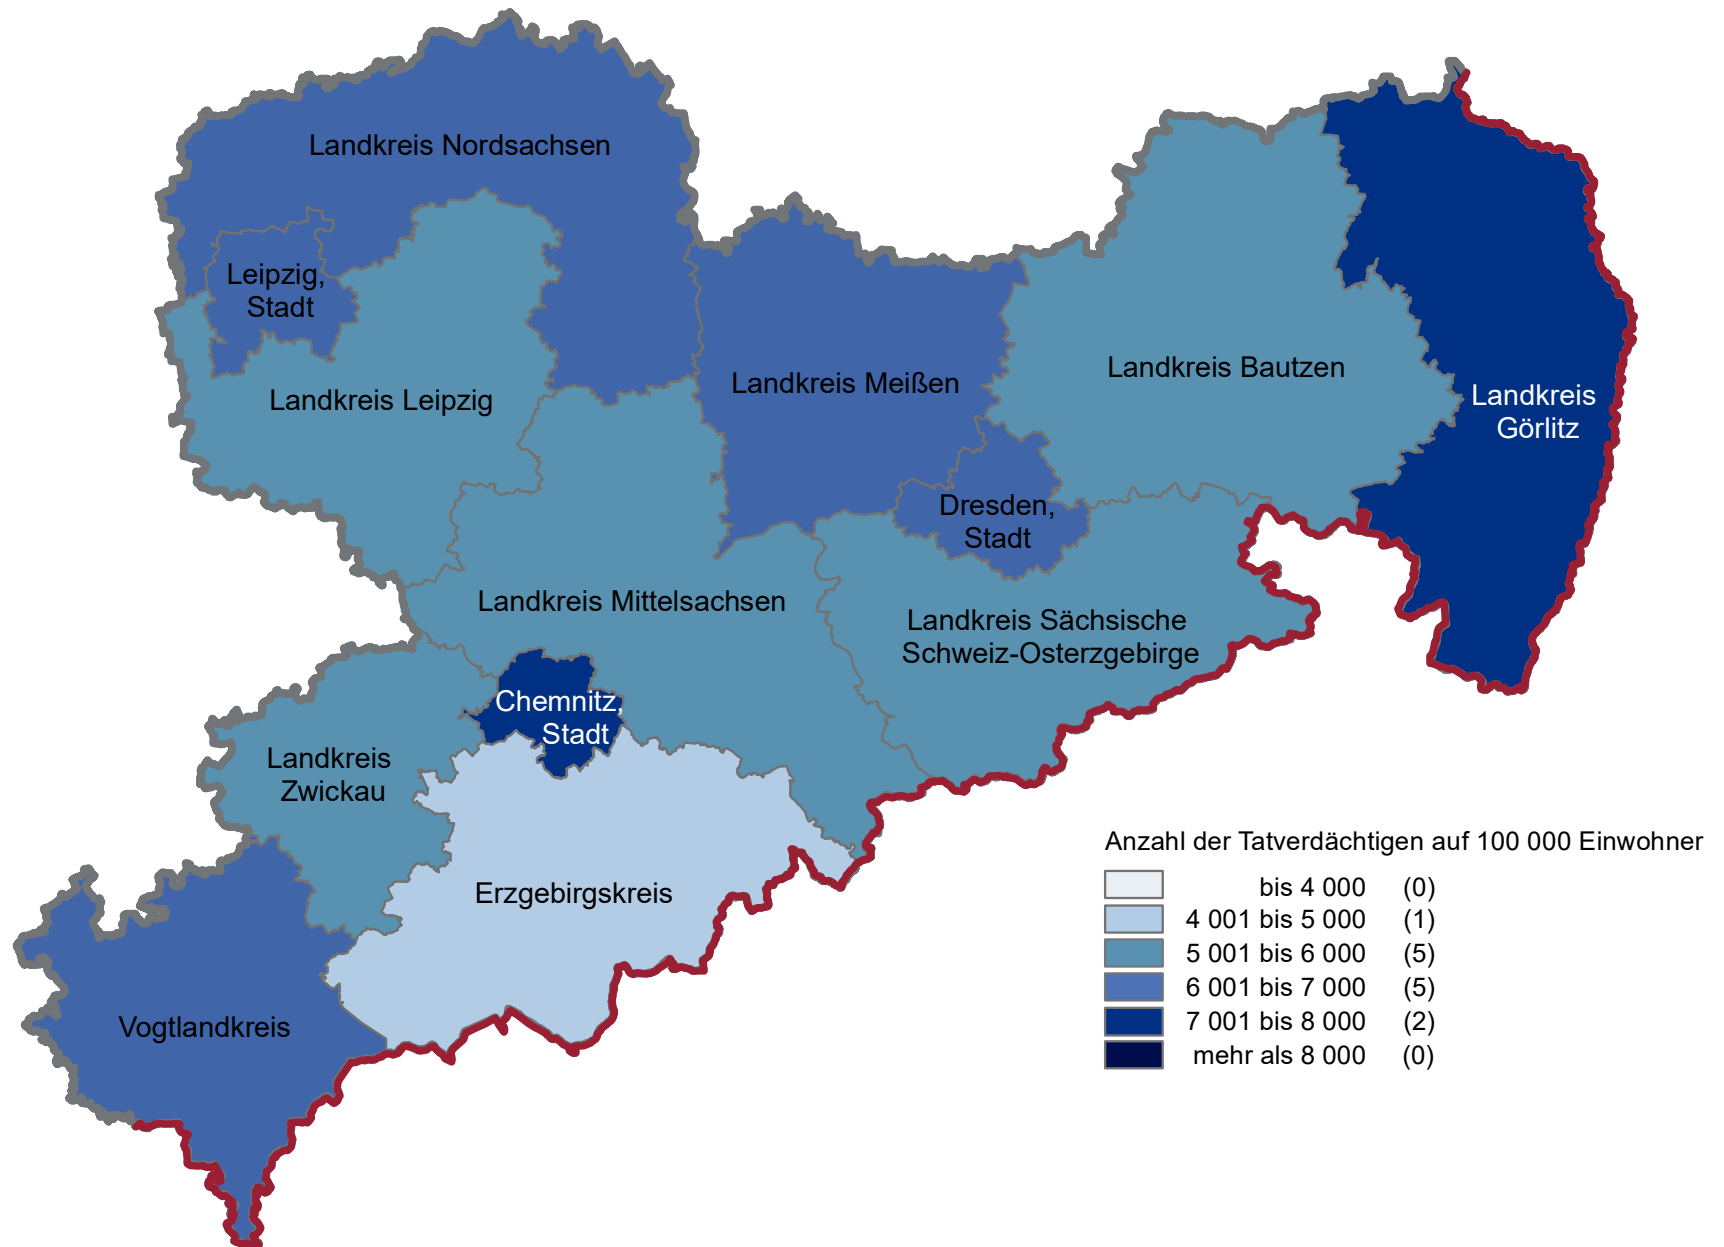 Landkreis Nordsachsen
Leipzig,
Stadt
Landkreis Leipzig
Landkreis Meißen
Landkreis Bautzen
Landkreis
Görlitz
Dresden,
Stadt
Landkreis Mittelsachsen
Landkreis Sächsische
Schweiz-Osterzgebirge
Chemnitz,
Stadt
Landkreis
Zwickau
Erzgebirgskreis
Vogtlandkreis
Anzahl der Tatverdächtigen auf 100 000 Einwohner
bis 4 000 (0)
4 001 bis 5 000 (1)
5 001 bis 6 000 (5)
6 001 bis 7 000 (5)
7 001 bis 8 000 (2)
mehr als 8 000 (0)